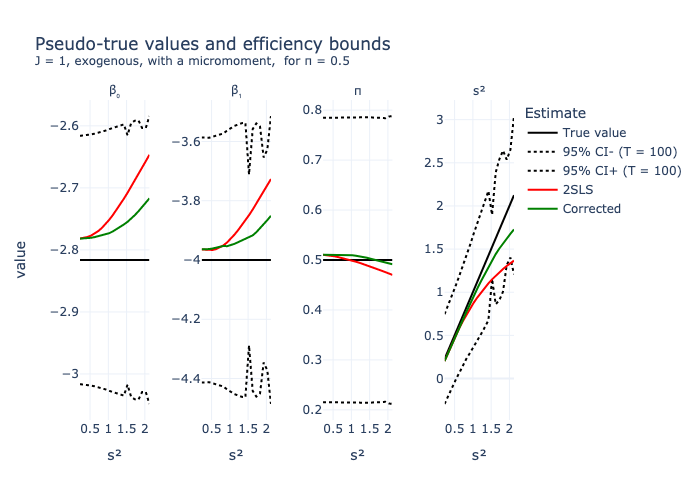 Pseudo-true values and efficiency bounds
J = 1, exogenous, with a micromoment,  for π = 0.5
β₀
β₁
π
s²
value
−2.6
−2.7
−2.8
−2.9
−3
−3.6
−3.8
−4
−4.2
−4.4
0.8
0.7
0.6
0.5
0.4
0.3
0.2
3
2.5
2
1.5
1
0.5
0
0.5 1 1.5 2
0.5 1 1.5 2
0.5 1 1.5 2
0.5 1 1.5 2
s²
s²
s²
s²
Estimate
True value
95% CI- (T = 100)
95% CI+ (T = 100)
2SLS
Corrected